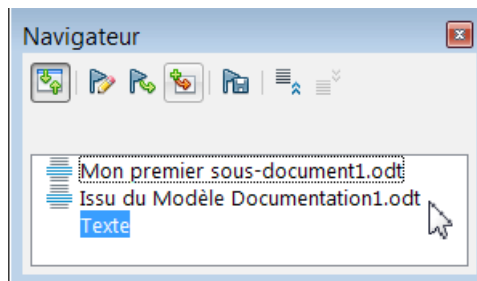 Navigateur
Mon premier sous-document1.odt
Issu du Modèle Documentation1.odt
Texte